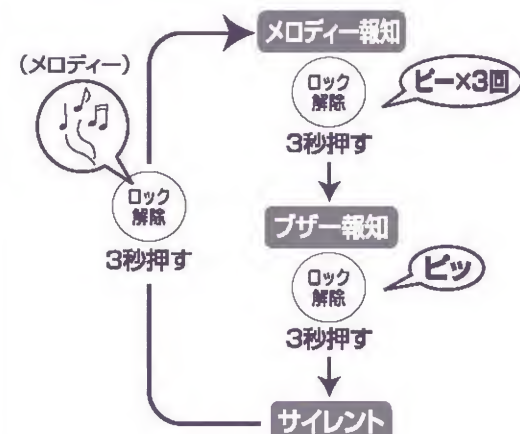 メロディー報知
(メロディー)
ロック
解除
ピー×3回
3秒押す
ロック
解除
3秒押す
ブザー報知
ロック
解除
ピッ
3秒押す
サイレント